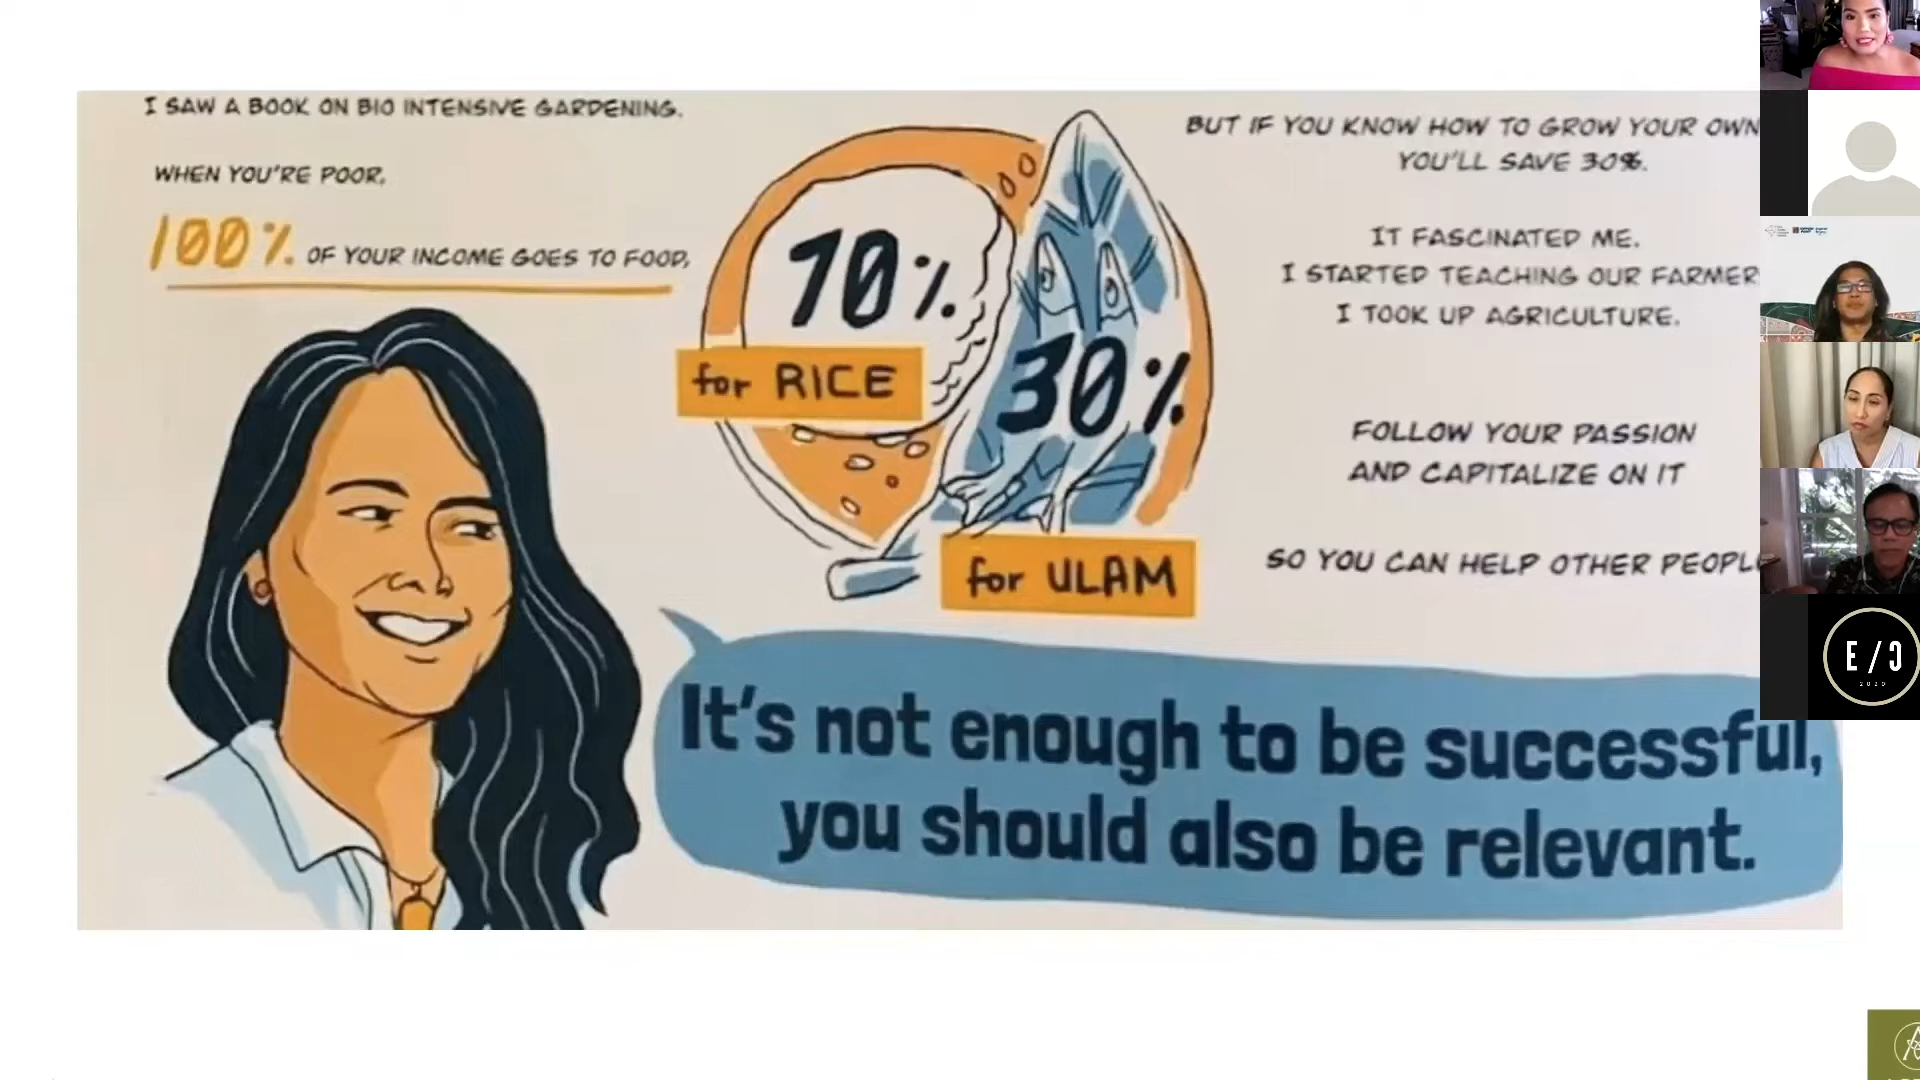 I SAW A BOOK ON BIO INTENSIVE GARDENING.
WHEN YOU'RE POOR,
100% OF YOUR INCOME GOES TO FOOD,
70%
for RICE
30%
for ULAM
BUT IF YOU KNOW HOW TO GROW YOUR OWN
YOU'LL SAVE 30%.
IT FASCINATED ME.
I STARTED TEACHING OUR FARMER
I TOOK UP AGRICULTURE.
FOLLOW YOUR PASSION
AND CAPITALIZE ON IT
SO YOU CAN HELP OTHER PEOPLE
It's not enough to be successful,
you should also be relevant.
E/C
2020